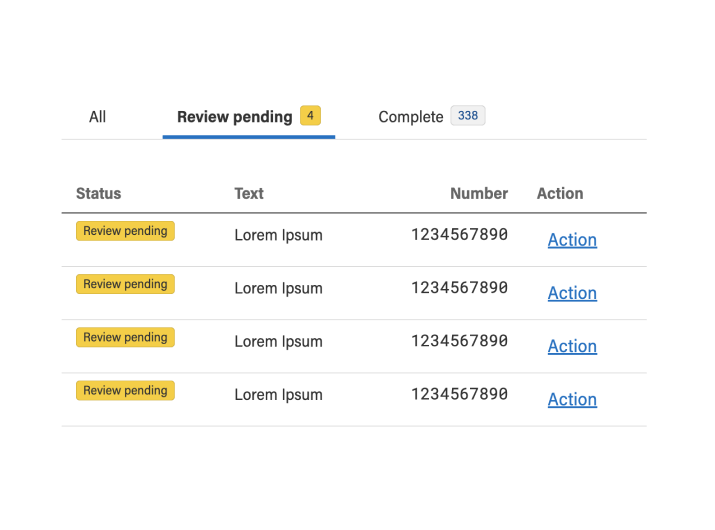 All Review pending 4 Complete 338
Status Text Number Action
Review pending Lorem Ipsum 1234567890 Action
Review pending Lorem Ipsum 1234567890 Action
Review pending Lorem Ipsum 1234567890 Action
Review pending Lorem Ipsum 1234567890 Action